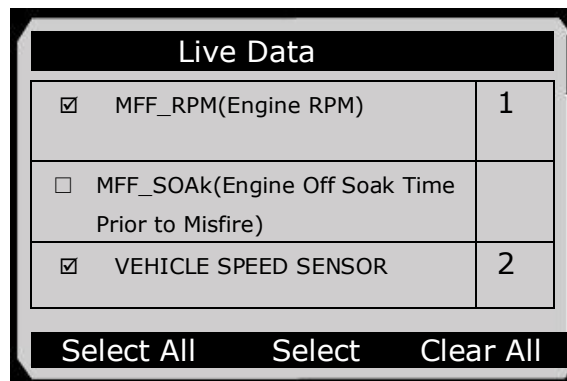 Live Data
☑ MFF_RPM(Engine RPM) 1
☐ MFF_SOAk(Engine Off Soak Time
Prior to Misfire)
☑ VEHICLE SPEED SENSOR 2
Select All Select Clear All